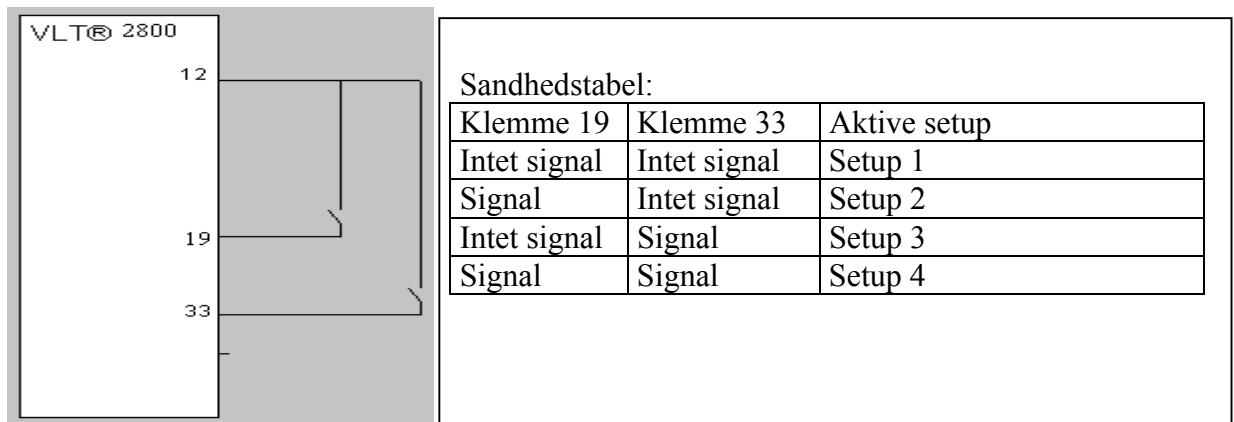 VLT® 2800
12
19
33
Sandhedstabel:
Klemme 19 Klemme 33 Aktive setup
Intet signal Intet signal Setup 1
Signal Intet signal Setup 2
Intet signal Signal Setup 3
Signal Signal Setup 4